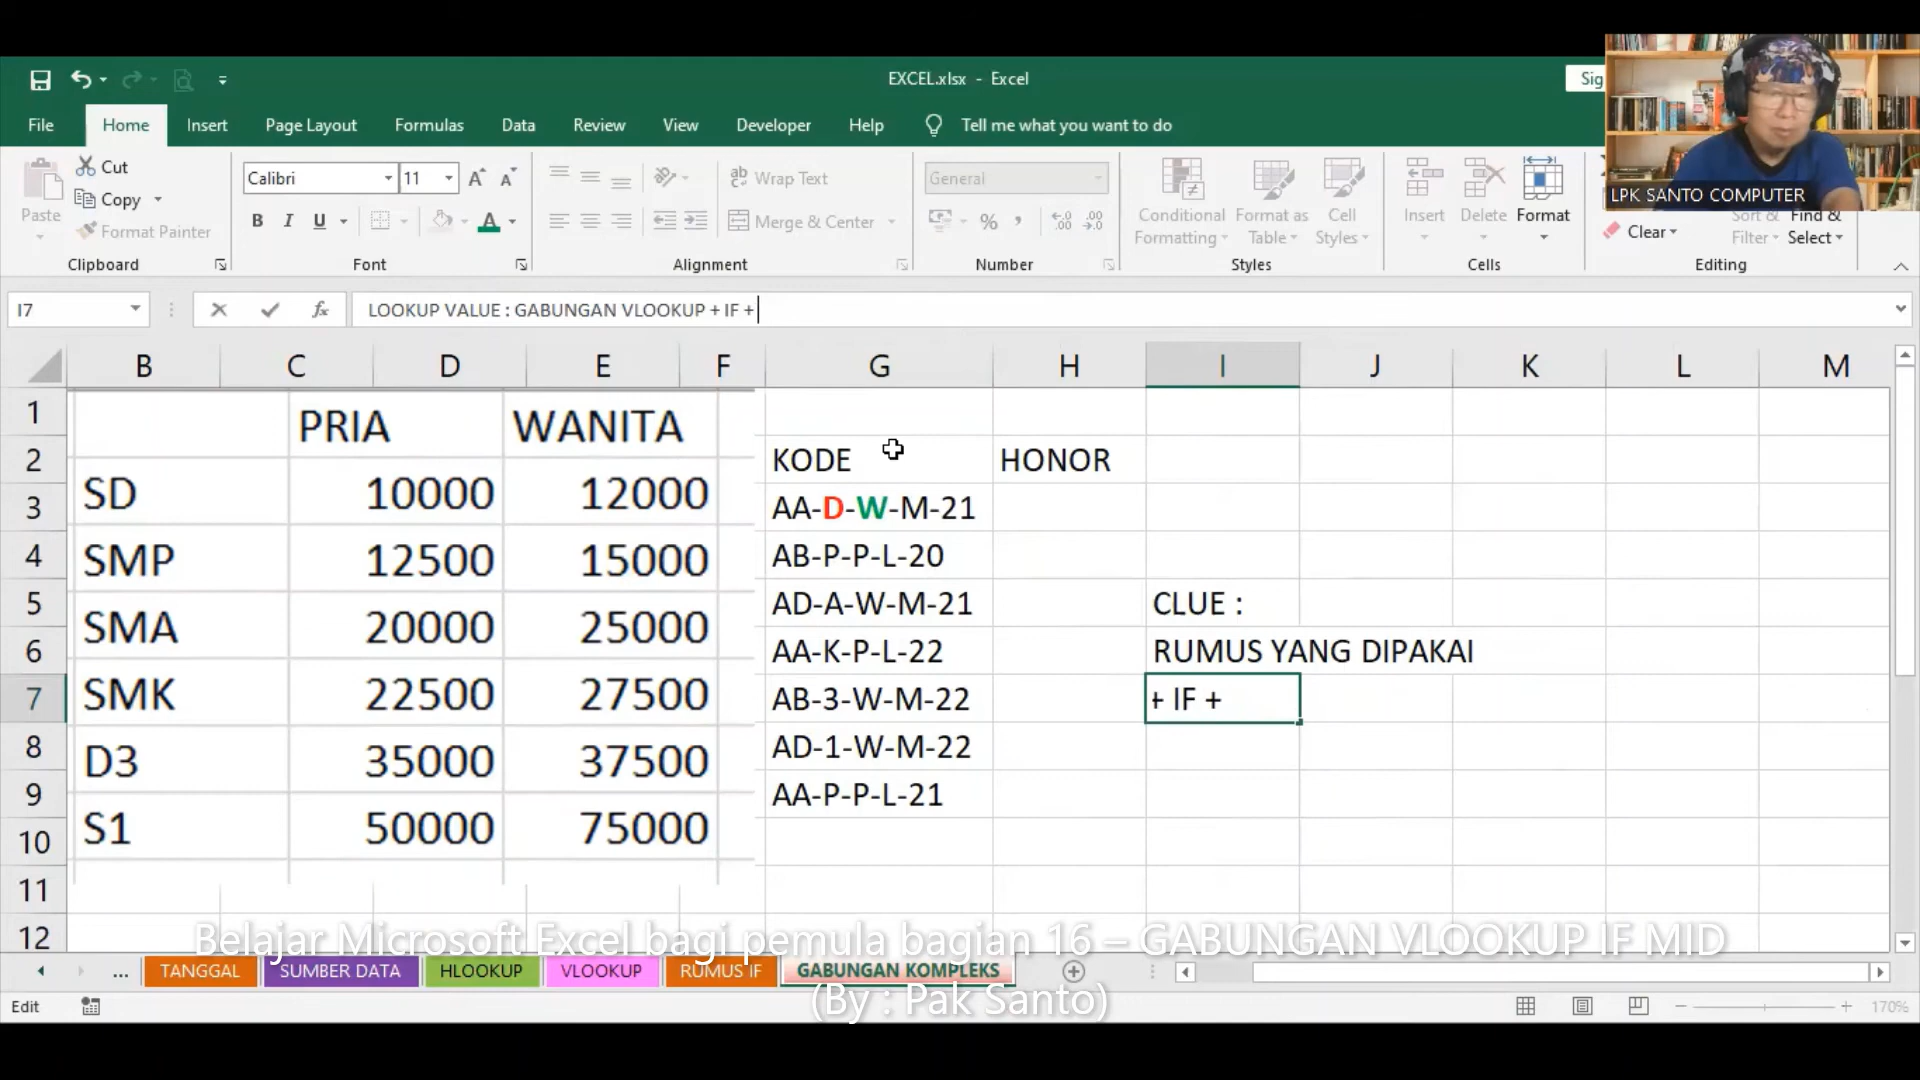 EXCEL.xlsx - Excel
Sig
File Home Insert Page Layout Formulas Data Review View Developer Help Tell me what you want to do
Cut
Copy
Paste
Format Painter
Clipboard
Calibri 11
B I U
Font
Wrap Text
Merge & Center
Alignment
General
Number
Conditional Formatting
Format as Table
Cell Styles
Styles
Insert Delete Format
Cells
Clear
Sort & Filter
Find & Select
Editing
LPK SANTO COMPUTER
I7
LOOKUP VALUE : GABUNGAN VLOOKUP + IF +
B C D E F G H I J K L M
1 PRIA WANITA
2 SD 10000 12000 KODE HONOR
3 SMP 12500 15000 AA-D-W-M-21
4 SMA 20000 25000 AB-P-P-L-20
5 SMK 22500 27500 AD-A-W-M-21 CLUE :
6 D3 35000 37500 AA-K-P-L-22 RUMUS YANG DIPAKAI
7 S1 50000 75000 AB-3-W-M-22 + IF +
8 AD-1-W-M-22
9 AA-P-P-L-21
10
11
12
Belajar Microsoft Excel bagi pemula bagian 16 – GABUNGAN VLOOKUP IF MID
(By : Pak Santo)
... TANGGAL SUMBER DATA HLOOKUP VLOOKUP RUMUS IF GABUNGAN KOMPLEKS
Edit
170%